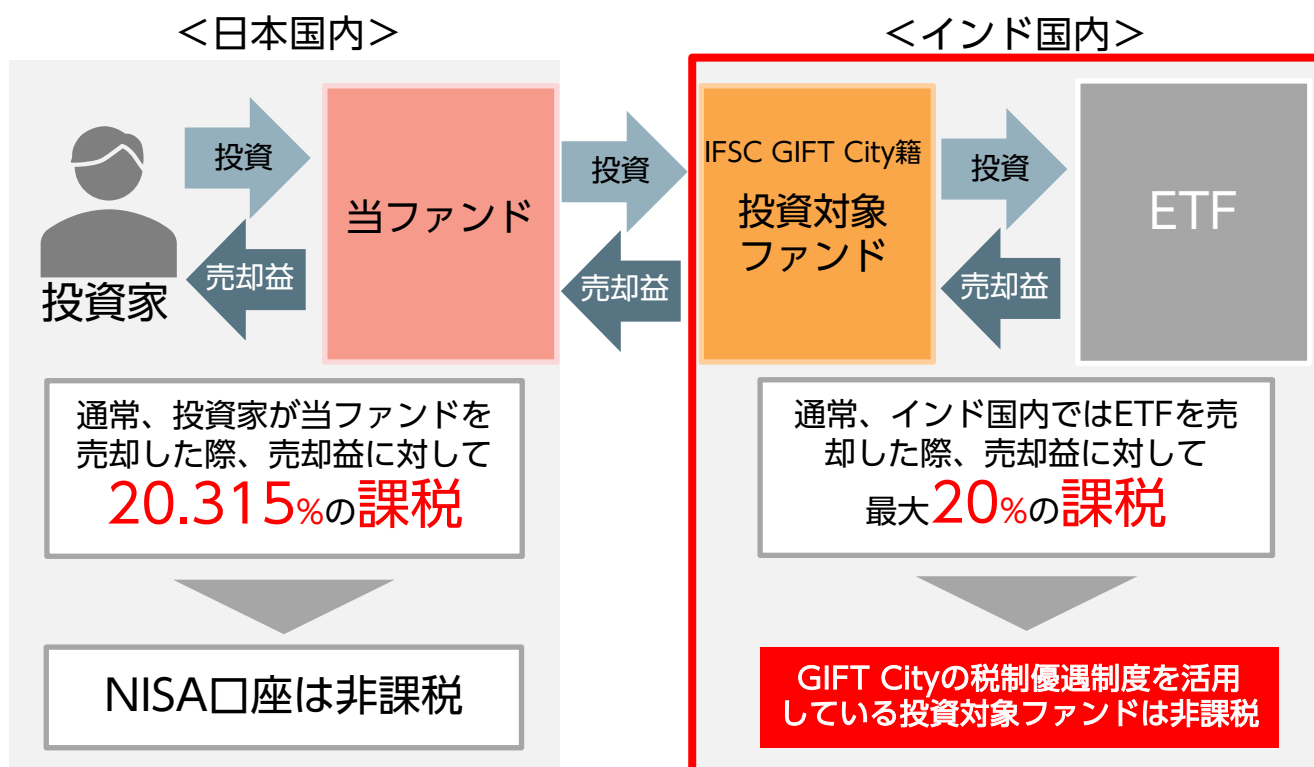 ＜日本国内＞
＜インド国内＞
投資
売却益
投資家
当ファンド
投資
売却益
IFSC GIFT City籍
投資対象
ファンド
投資
売却益
ETF
通常、投資家が当ファンドを
売却した際、売却益に対して
20.315%の課税
NISA口座は非課税
通常、インド国内ではETFを売
却した際、売却益に対して
最大20%の課税
GIFT Cityの税制優遇制度を活用
している投資対象ファンドは非課税